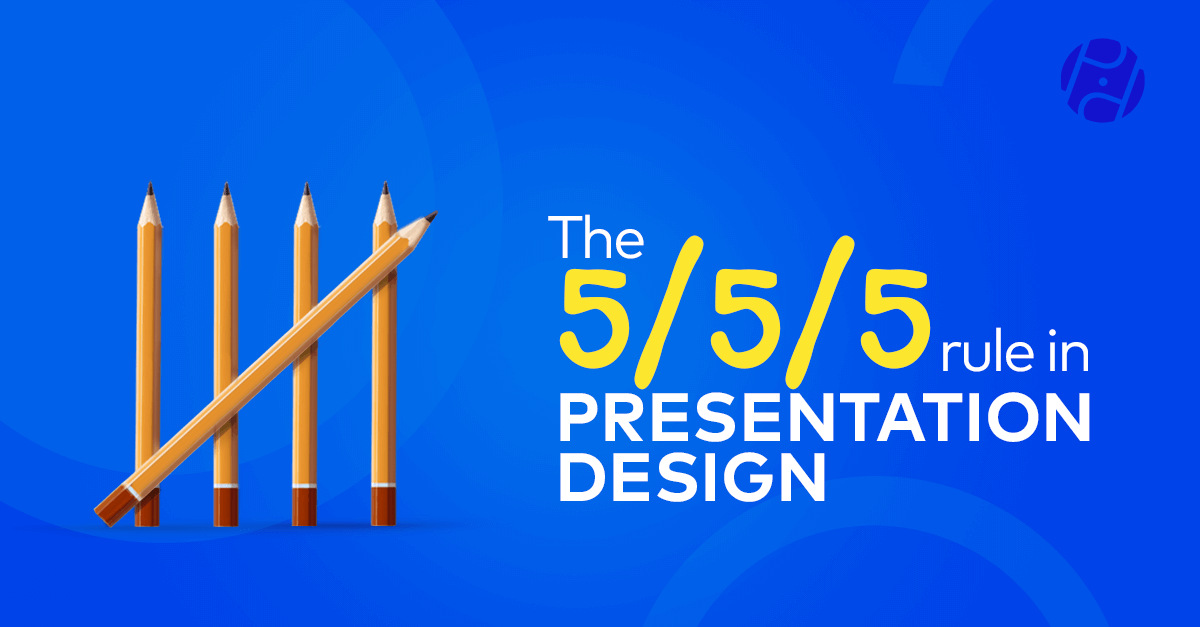 The
5/5/5 rule in
PRESENTATION
DESIGN